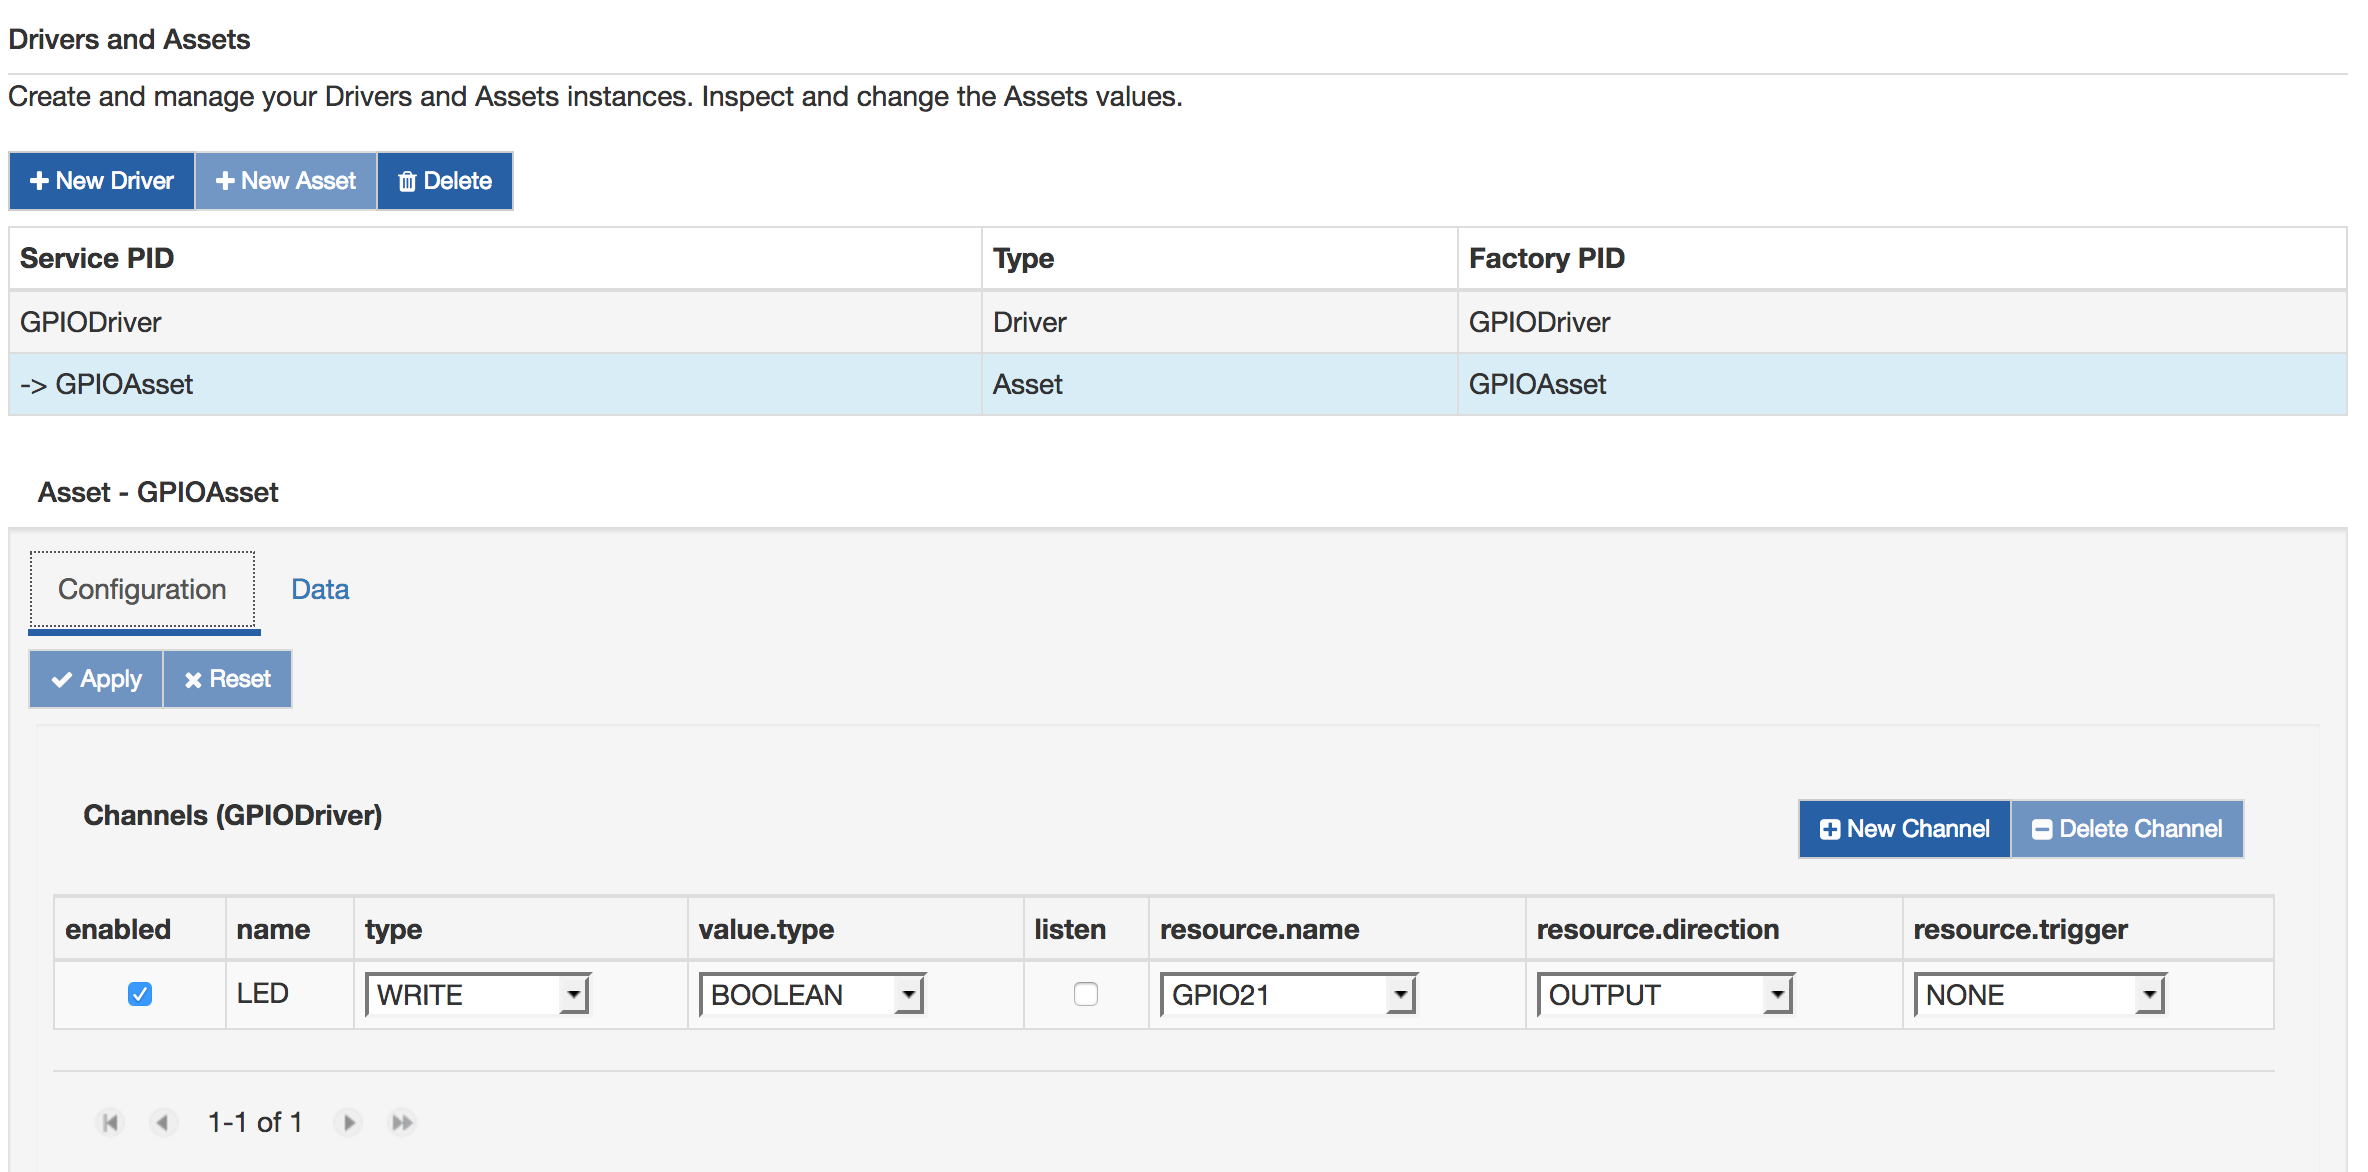 Drivers and Assets
Create and manage your Drivers and Assets instances. Inspect and change the Assets values.
New Driver New Asset Delete
Service PID Type Factory PID
GPIODriver Driver GPIODriver
-> GPIOAsset Asset GPIOAsset
Asset - GPIOAsset
Configuration Data
Apply Reset
Channels (GPIODriver) New Channel Delete Channel
enabled name type value.type listen resource.name resource.direction resource.trigger
LED WRITE BOOLEAN GPIO21 OUTPUT NONE
1-1 of 1